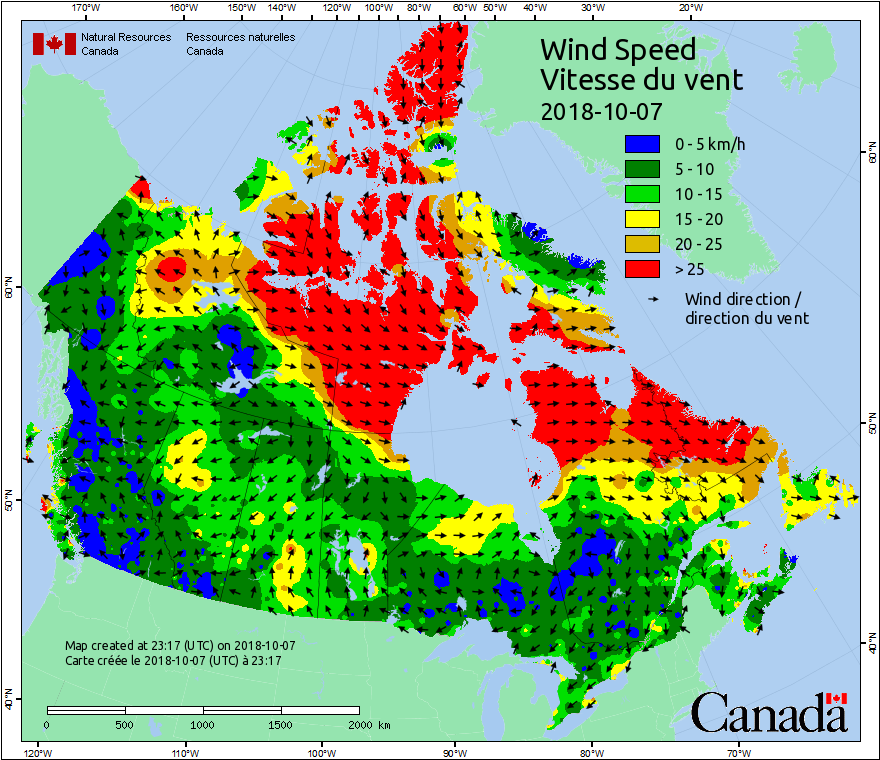 170°W 160°W 150°W 140°W 120°W 100°W 80°W 60°W 50°W 40°W 30°W 20°W
Natural Resources Ressources naturelles
Canada Canada
Wind Speed
Vitesse du vent
2018-10-07
0 - 5 km/h
5 - 10
10 - 15
15 - 20
20 - 25
> 25
Wind direction /
direction du vent
60°N
60°N
50°N
50°N
40°N
40°N
Map created at 23:17 (UTC) on 2018-10-07
Carte créée le 2018-10-07 (UTC) à 23:17
0 500 1000 1500 2000 km
Canada
120°W 110°W 100°W 90°W 80°W 70°W